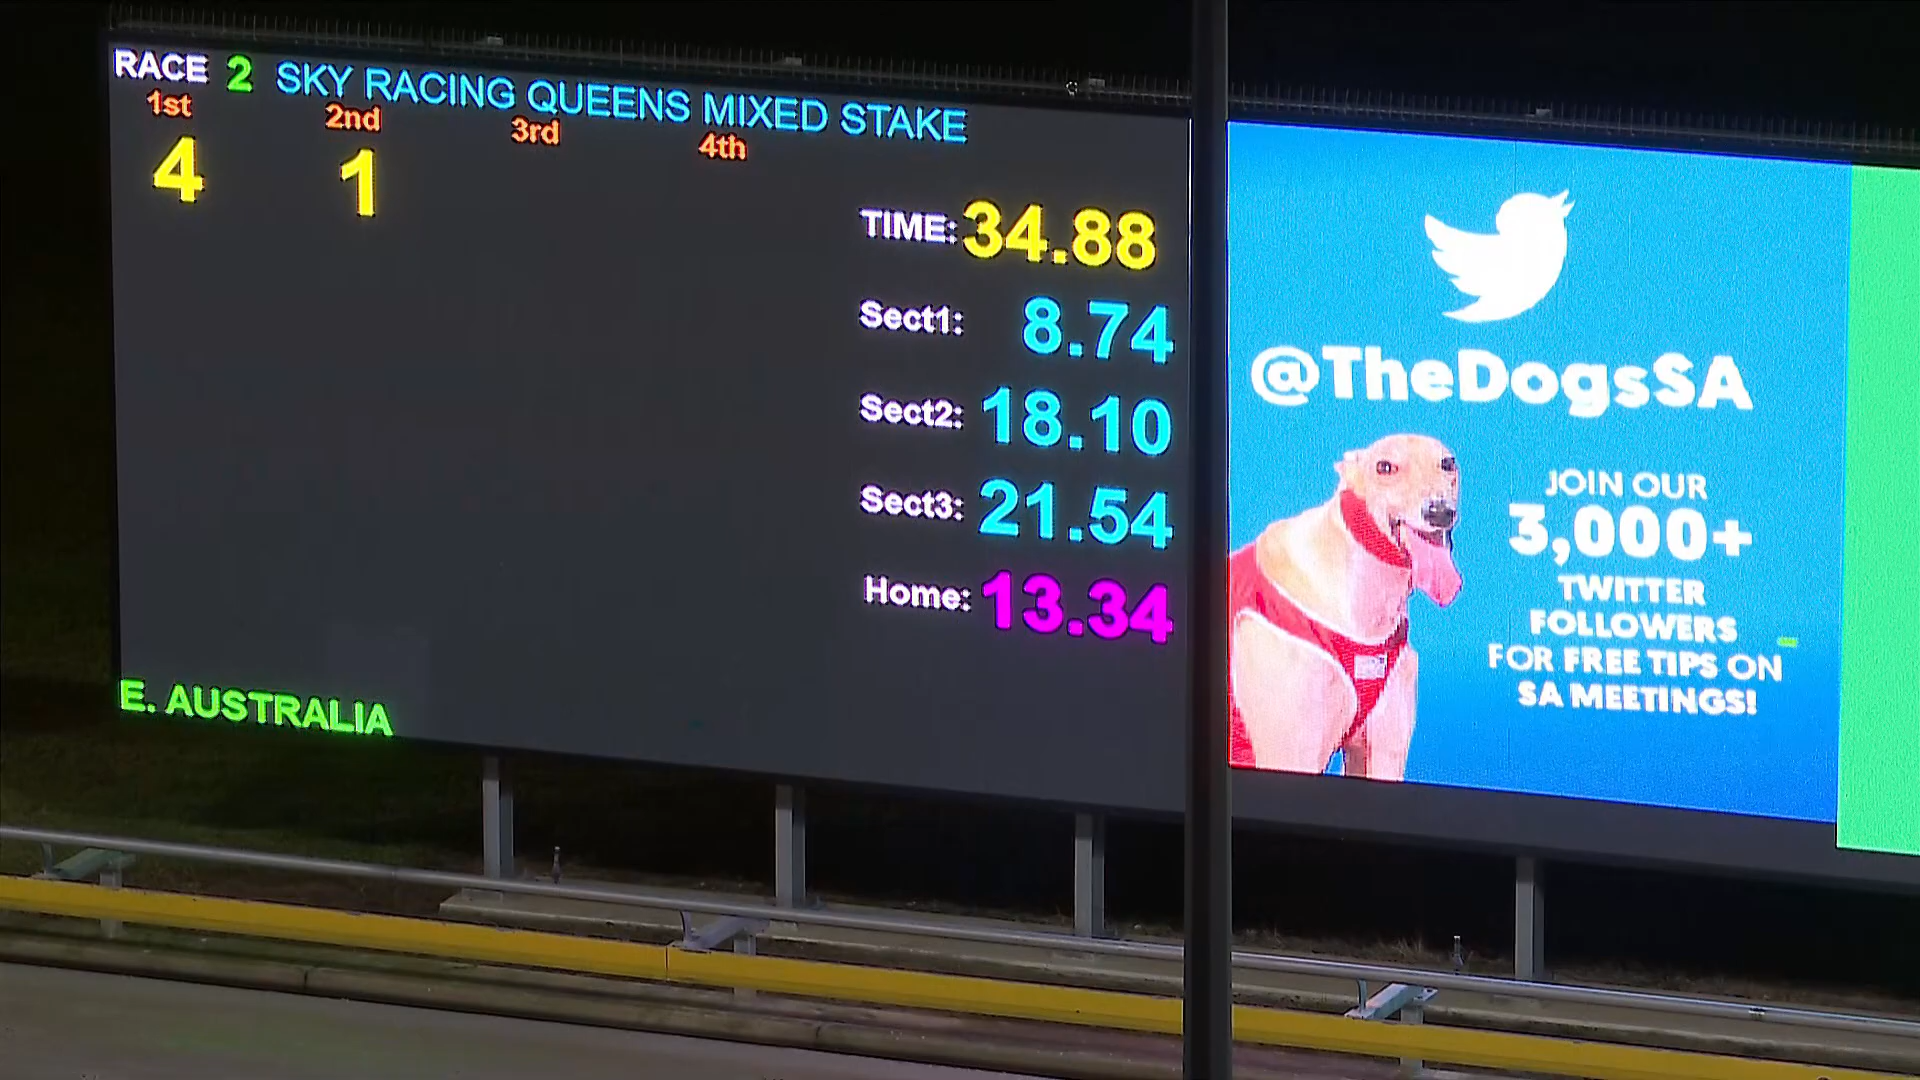 RACE 2 SKY RACING QUEENS MIXED STAKE
1st 2nd 3rd 4th
4 1
TIME: 34.88
Sect1: 8.74
Sect2: 18.10
Sect3: 21.54
Home: 13.34
E. AUSTRALIA
@TheDogsSA
JOIN OUR
3,000+
TWITTER
FOLLOWERS
FOR FREE TIPS ON
SA MEETINGS!